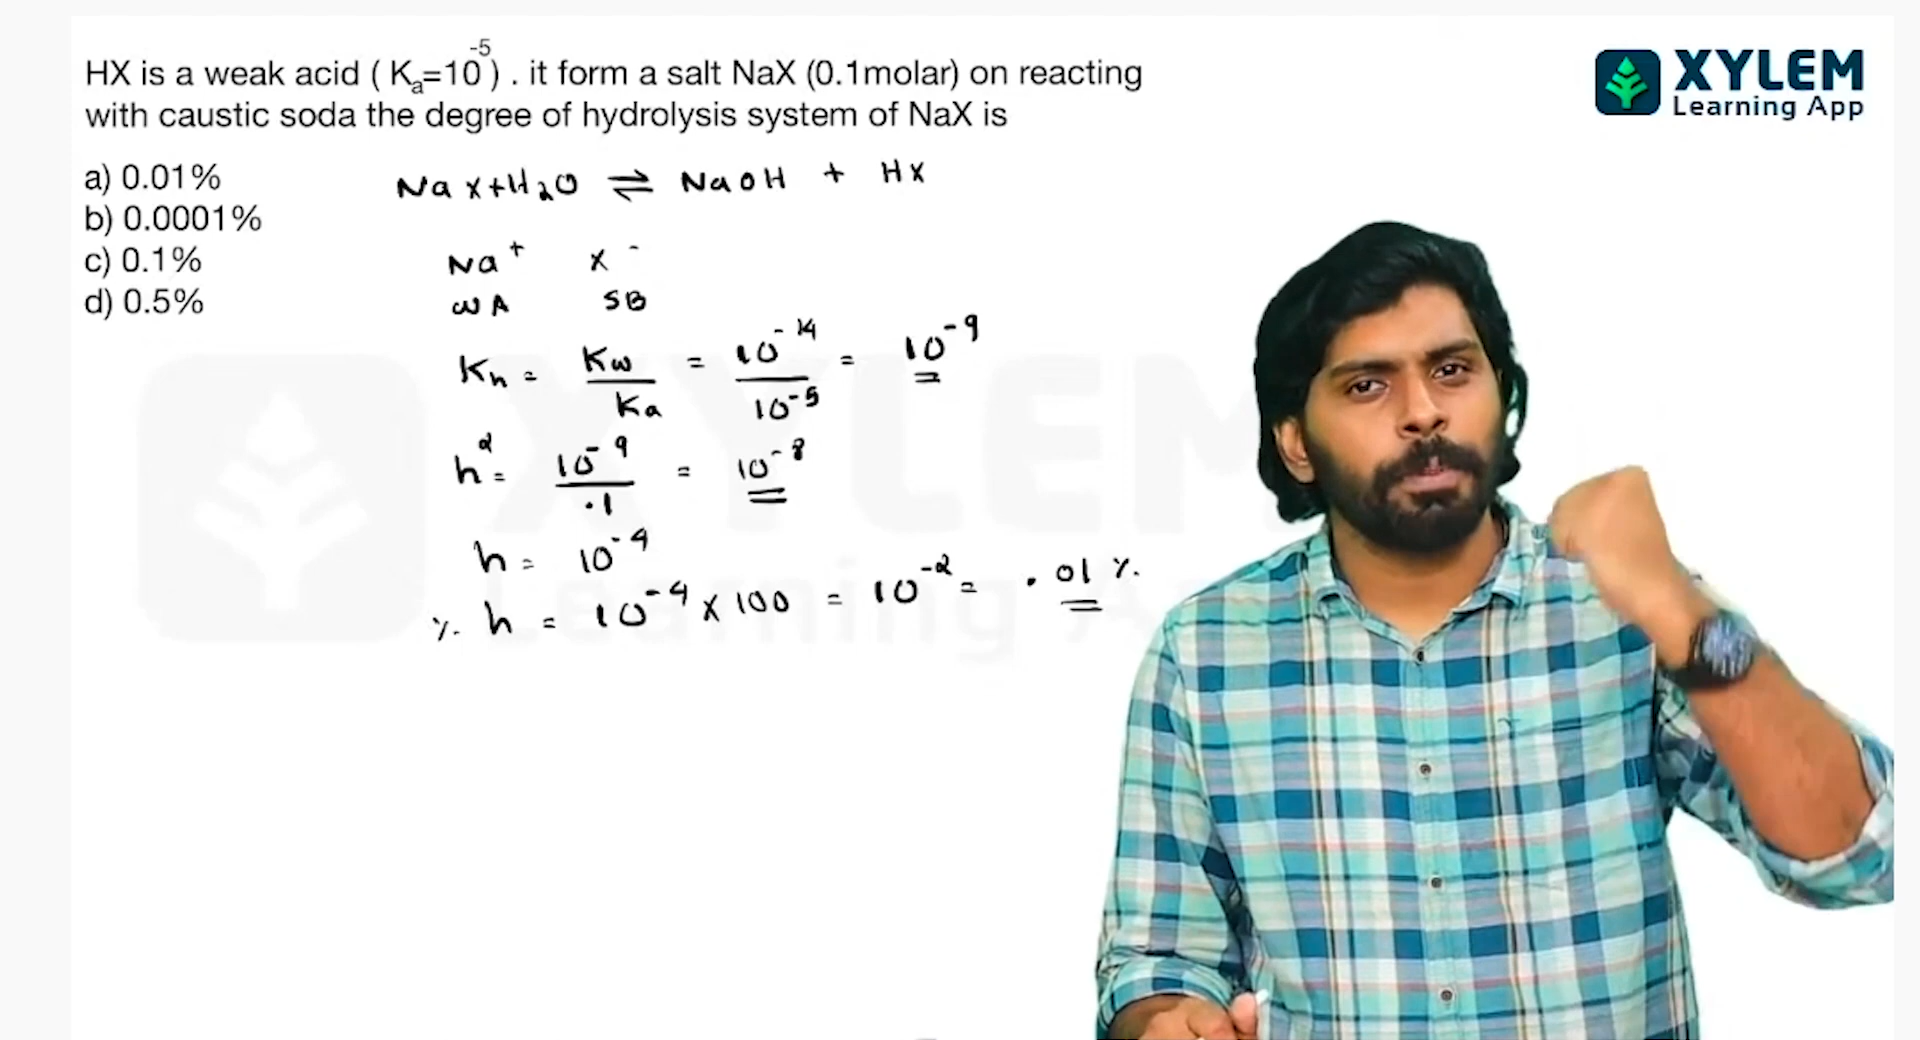 HX is a weak acid ( Kₐ=10⁻⁵) . it form a salt NaX (0.1molar) on reacting
with caustic soda the degree of hydrolysis system of NaX is
a) 0.01%
b) 0.0001%
c) 0.1%
d) 0.5%
NaX+H₂O ⇌ NaOH + HX
Na⁺ X⁻
WA SB
Kh = Kw/Ka = 10⁻¹⁴/10⁻⁵ = 10⁻⁹
h² = 10⁻⁹/.1 = 10⁻⁸
h = 10⁻⁴
% h = 10⁻⁴ x 100 = 10⁻² = .01 %
XYLEM
Learning App
XYLEM
Learning App